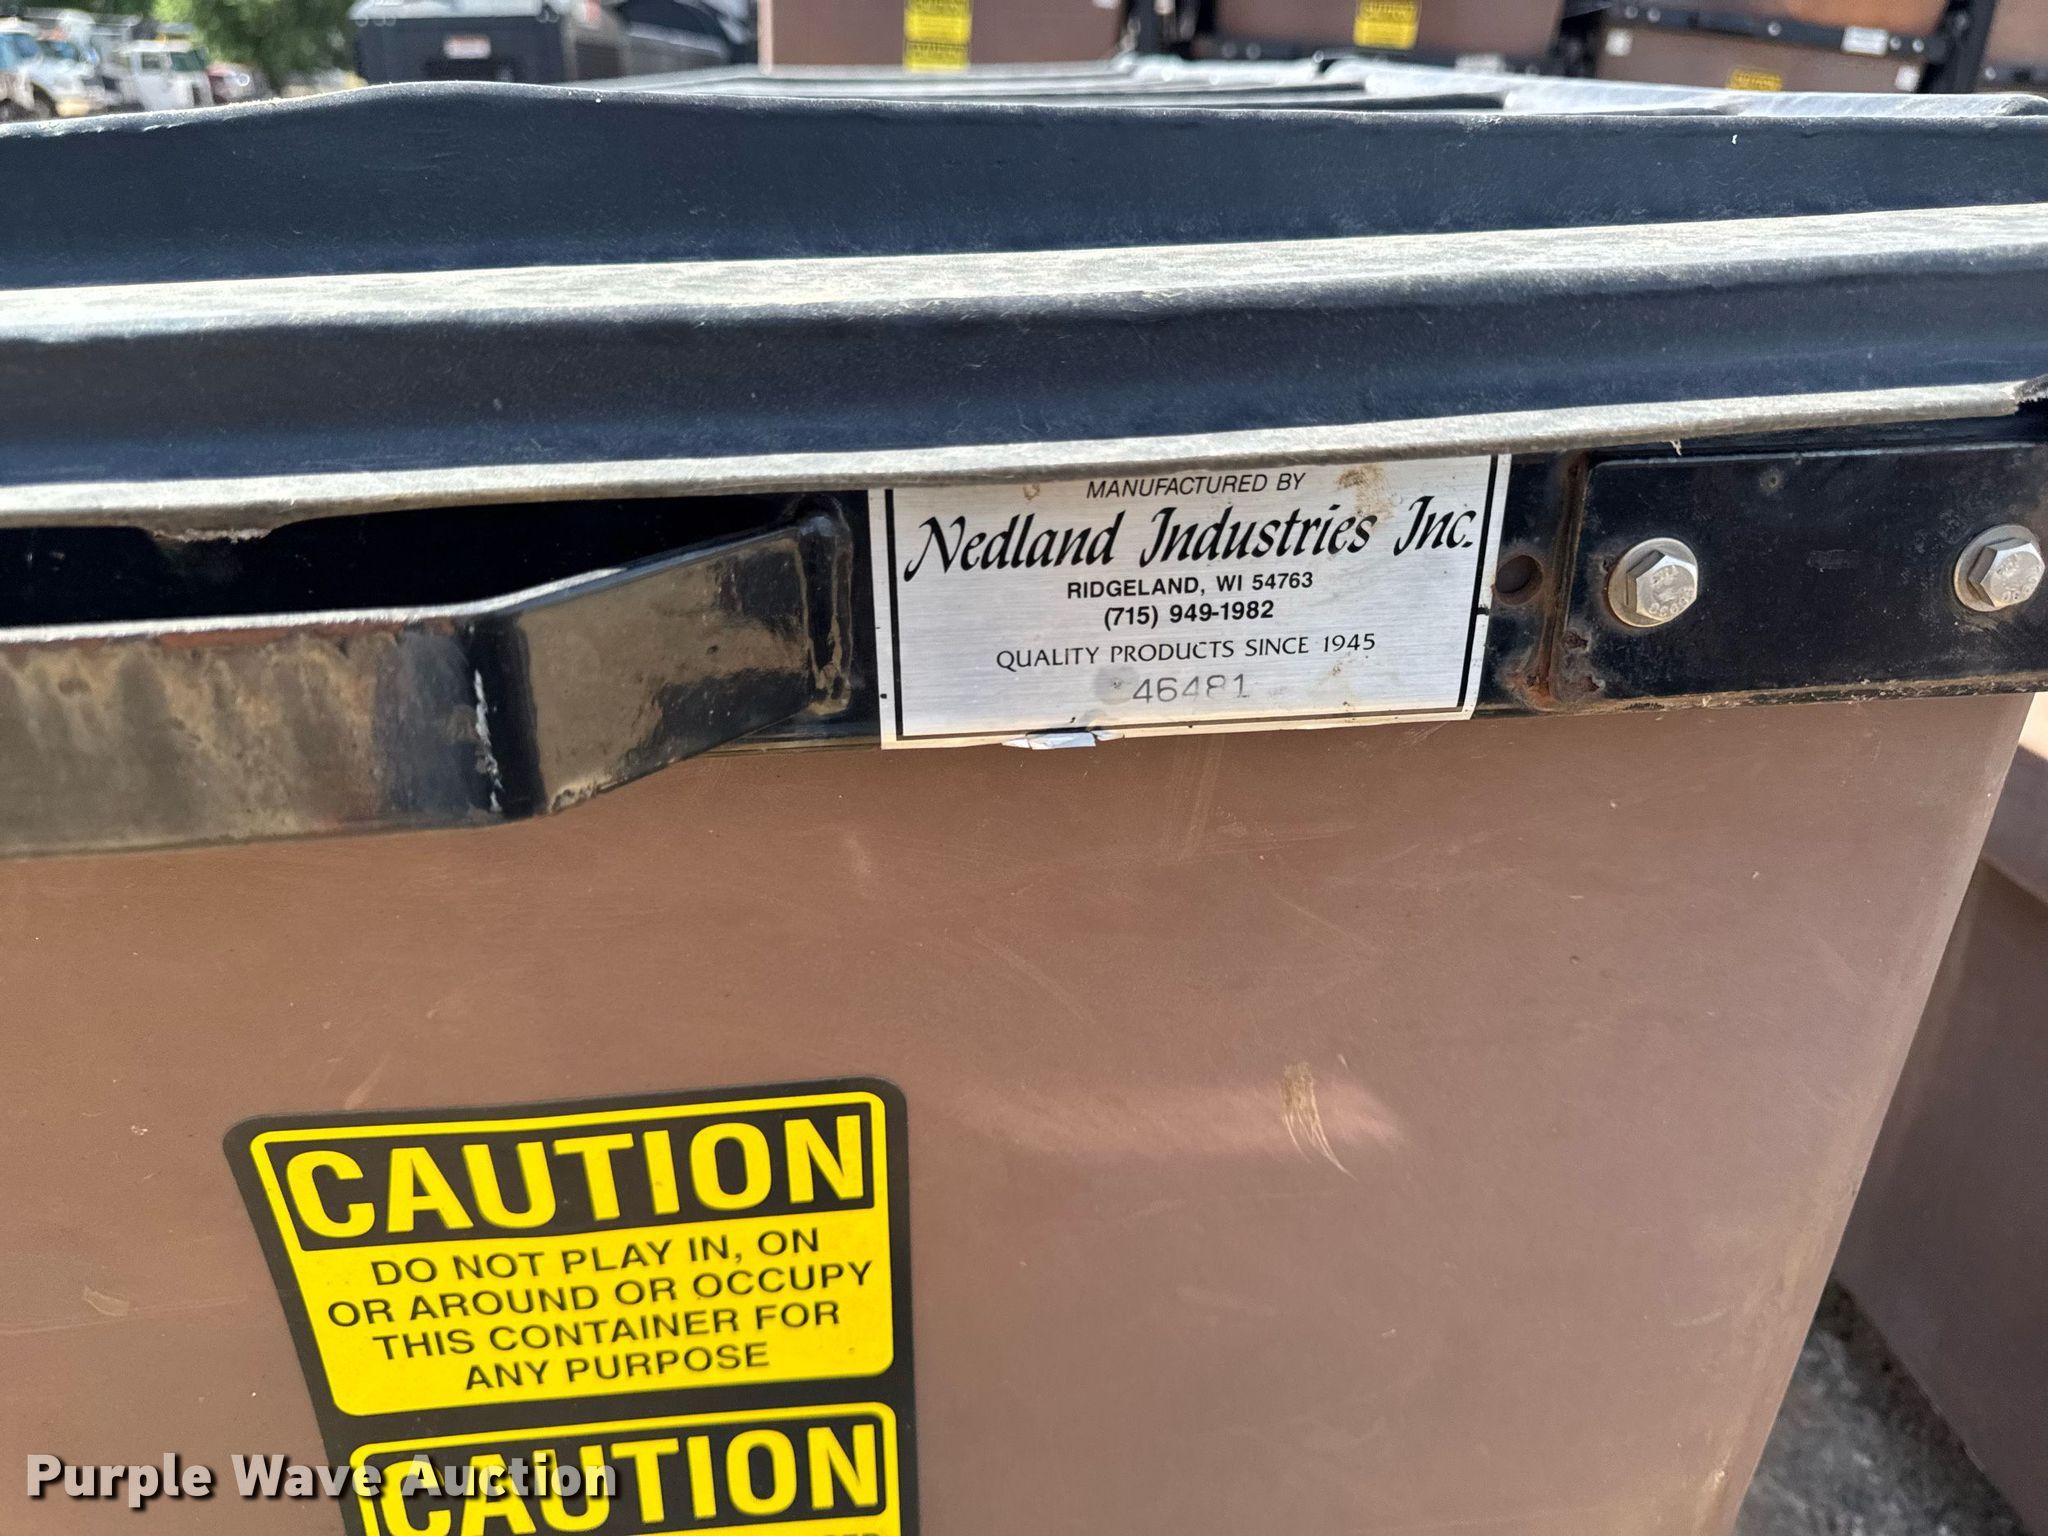 MANUFACTURED BY
Nedland Industries Inc.
RIDGELAND, WI 54763
(715) 949-1982
QUALITY PRODUCTS SINCE 1945
46481
CAUTION
DO NOT PLAY IN, ON
OR AROUND OR OCCUPY
THIS CONTAINER FOR
ANY PURPOSE
CAUTION
Purple Wave Auction